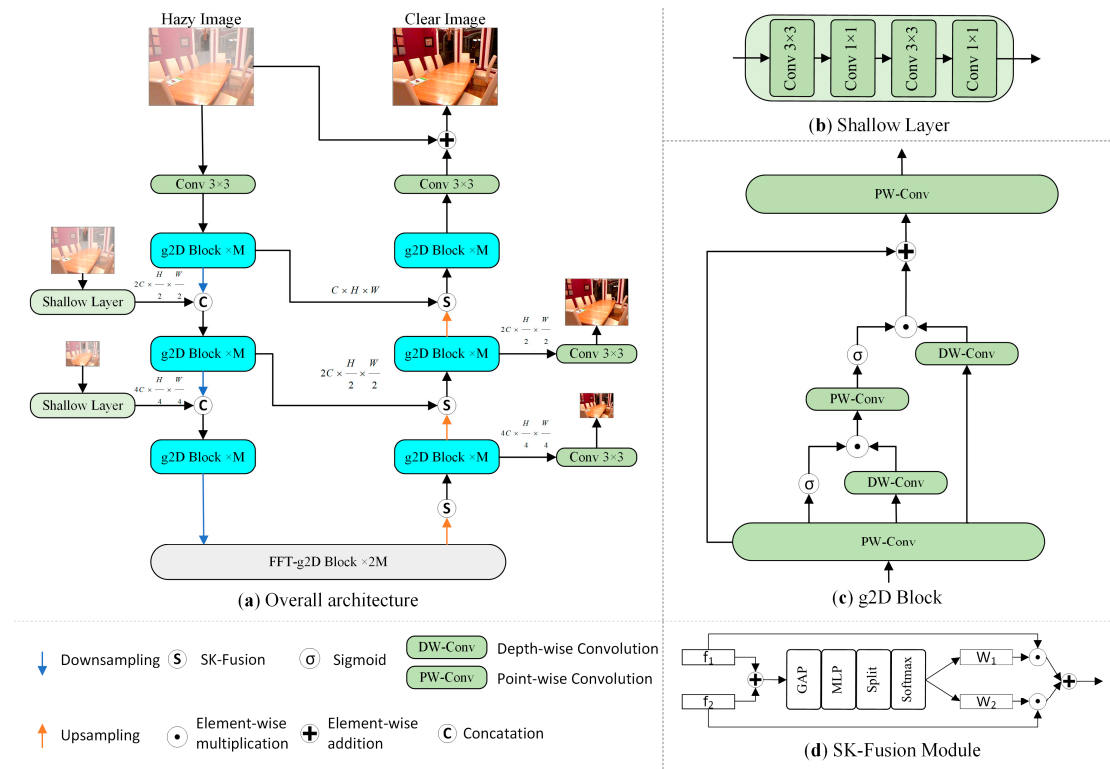 Hazy Image
Clear Image
Conv 3×3
Conv 3×3
g2D Block ×M
g2D Block ×M
C × H × W
S
2C × H/2 × W/2
Shallow Layer
C
2C × H/2 × W/2
g2D Block ×M
g2D Block ×M
Conv 3×3
2C × H/2 × W/2
S
4C × H/4 × W/4
Shallow Layer
C
4C × H/4 × W/4
g2D Block ×M
g2D Block ×M
Conv 3×3
S
FFT-g2D Block ×2M
(a) Overall architecture
Conv 3×3
Conv 1×1
Conv 3×3
Conv 1×1
(b) Shallow Layer
PW-Conv
σ
DW-Conv
PW-Conv
σ
DW-Conv
PW-Conv
(c) g2D Block
Downsampling
S
SK-Fusion
σ
Sigmoid
DW-Conv
Depth-wise Convolution
PW-Conv
Point-wise Convolution
Upsampling
Element-wise
multiplication
Element-wise
addition
C
Concatation
f1
f2
GAP
MLP
Split
Softmax
W1
W2
(d) SK-Fusion Module